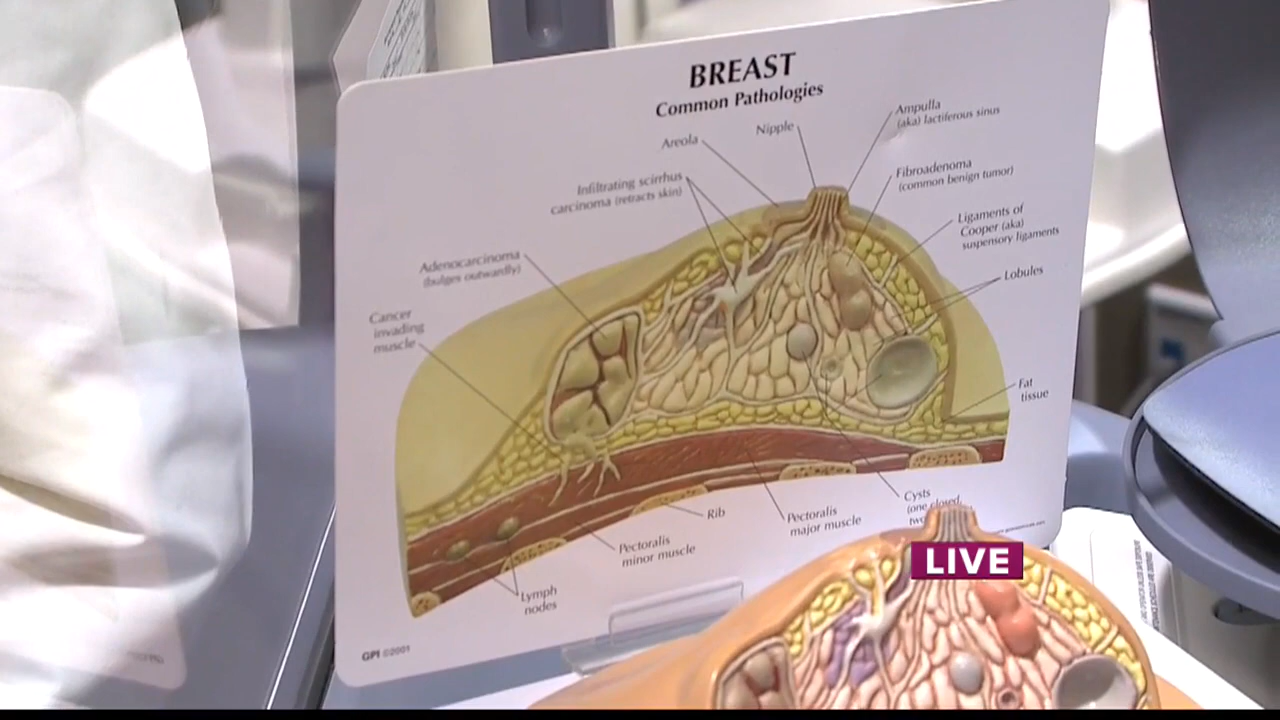 BREAST
Common Pathologies
Ampulla
(aka) lactiferous sinus
Nipple
Areola
Fibroadenoma
(common benign tumor)
Infiltrating scirrhus
carcinoma (retracts skin)
Ligaments of
Cooper (aka)
suspensory ligaments
Adenocarcinoma
(bulges outwardly)
Lobules
Cancer
invading
muscle
Fat
tissue
Cysts
(one closed,
two
Rib
Pectoralis
major muscle
Pectoralis
minor muscle
Lymph
nodes
GPI ©2001
LIVE